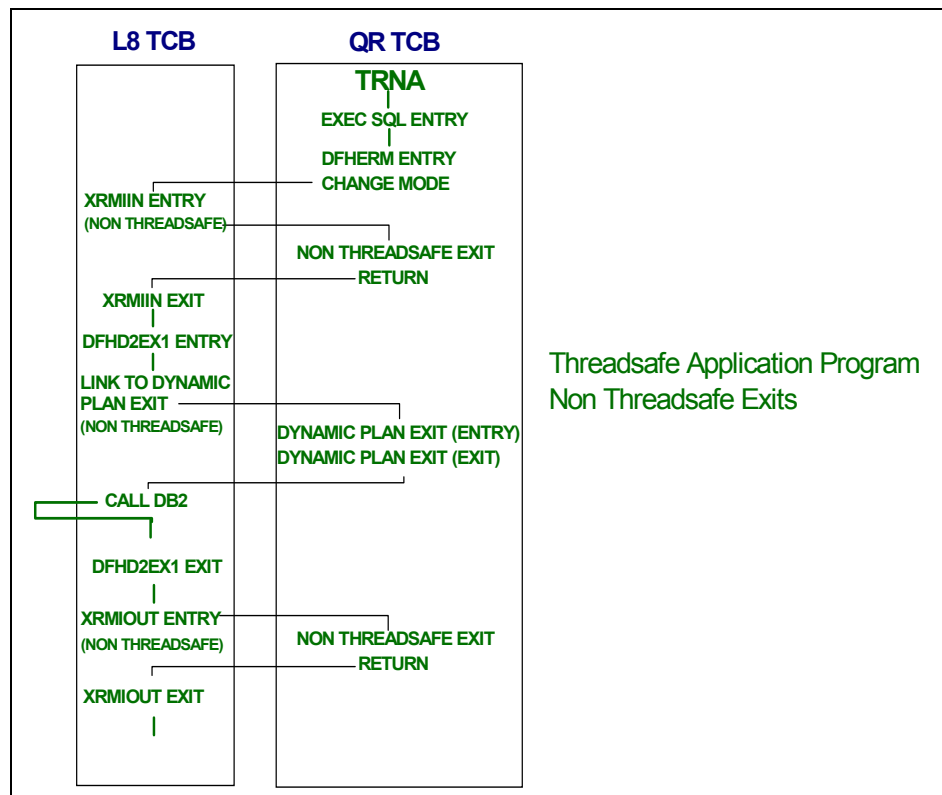 L8 TCB
QR TCB
TRNA
EXEC SQL ENTRY
DFHERM ENTRY
CHANGE MODE
XRMIIN ENTRY
(NON THREADSAFE)
NON THREADSAFE EXIT
RETURN
XRMIIN EXIT
DFHD2EX1 ENTRY
LINK TO DYNAMIC
PLAN EXIT
(NON THREADSAFE)
DYNAMIC PLAN EXIT (ENTRY)
DYNAMIC PLAN EXIT (EXIT)
CALL DB2
DFHD2EX1 EXIT
XRMIOUT ENTRY
(NON THREADSAFE)
NON THREADSAFE EXIT
RETURN
XRMIOUT EXIT
Threadsafe Application Program
Non Threadsafe Exits